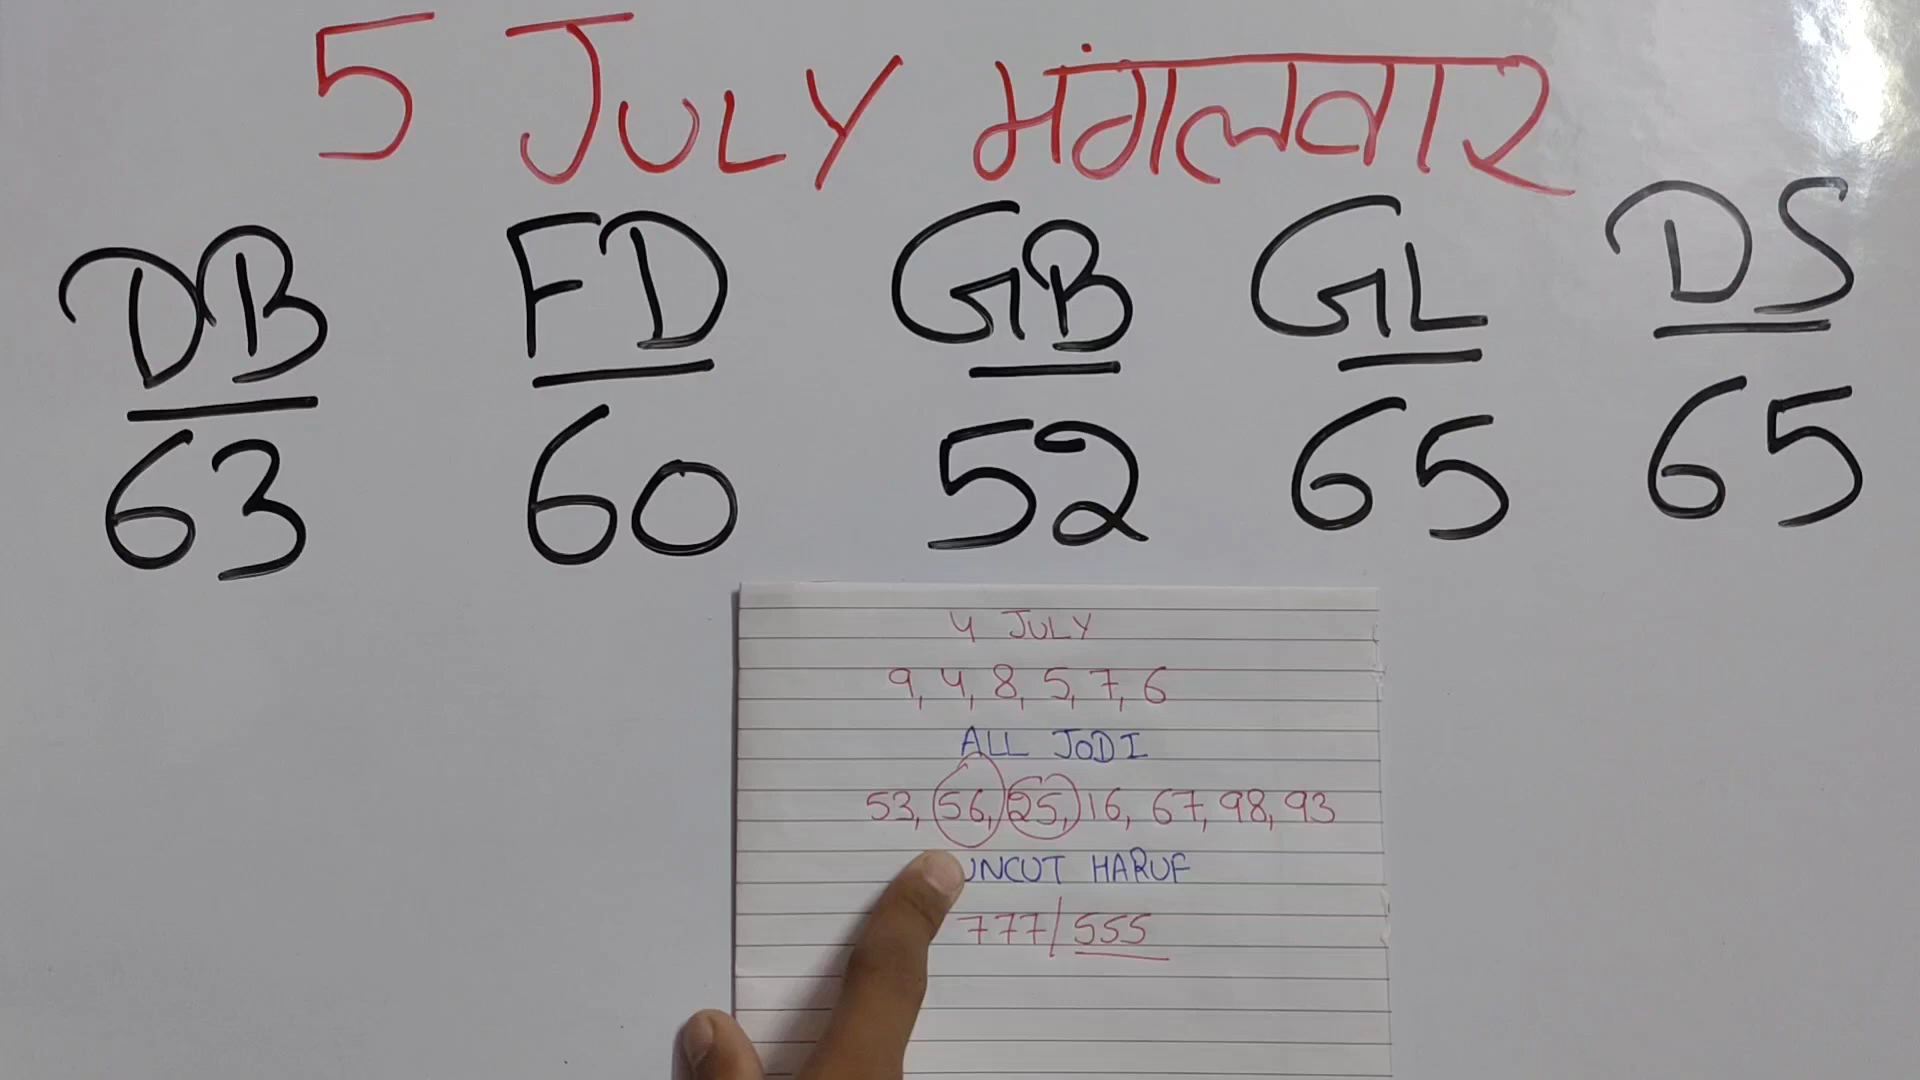 5 JULY मंगलवार
DB FD GB GL DS
63 60 52 65 65
4 JULY
9, 4, 8, 5, 7, 6
ALL JODI
53, 56, 25, 16, 67, 98, 93
UNCUT HARUF
777/555